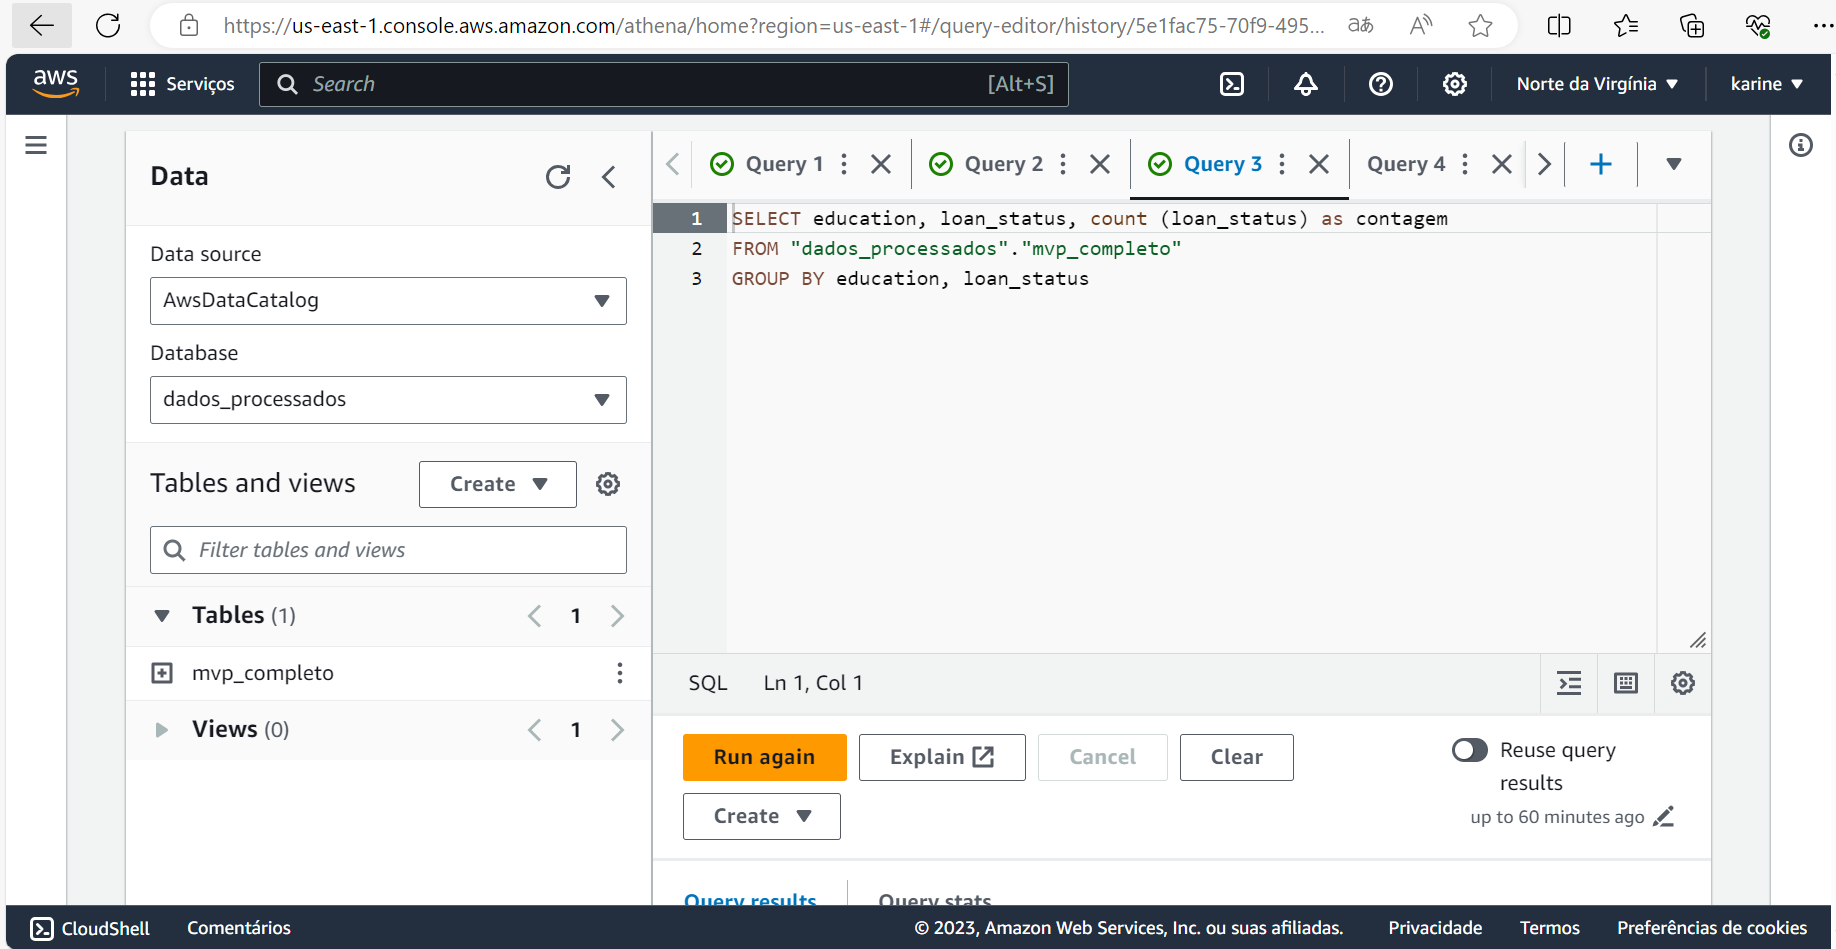 https://us-east-1.console.aws.amazon.com/athena/home?region=us-east-1#/query-editor/history/5e1fac75-70f9-495...
aws
Serviços
Search
[Alt+S]
Norte da Virgínia
karine
Data
Data source
AwsDataCatalog
Database
dados_processados
Tables and views
Create
Filter tables and views
Tables (1)
1
mvp_completo
Views (0)
1
Query 1
Query 2
Query 3
Query 4
1 SELECT education, loan_status, count (loan_status) as contagem
2 FROM "dados_processados"."mvp_completo"
3 GROUP BY education, loan_status
SQL
Ln 1, Col 1
Run again
Explain
Cancel
Clear
Create
Reuse query
results
up to 60 minutes ago
Query results
Query stats
CloudShell
Comentários
© 2023, Amazon Web Services, Inc. ou suas afiliadas.
Privacidade
Termos
Preferências de cookies